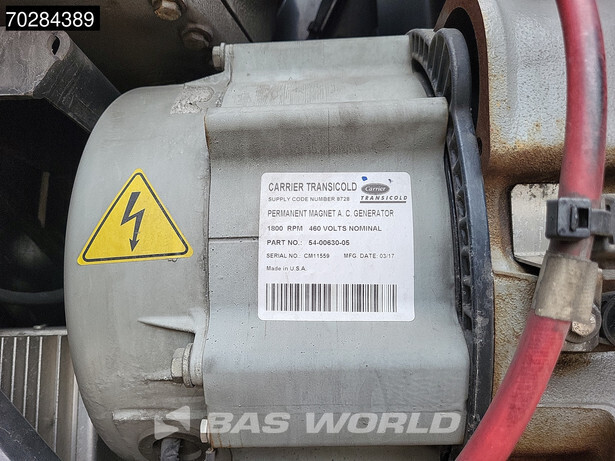 70284389
CARRIER TRANSICOLD
SUPPLY CODE NUMBER 8728
Carrier
TRANSICOLD
PERMANENT MAGNET A. C. GENERATOR
1800 RPM 460 VOLTS NOMINAL
PART NO.: 54-00630-05
SERIAL NO.: CM11559 MFG. DATE: 03/17
Made in U.S.A.
BAS WORLD